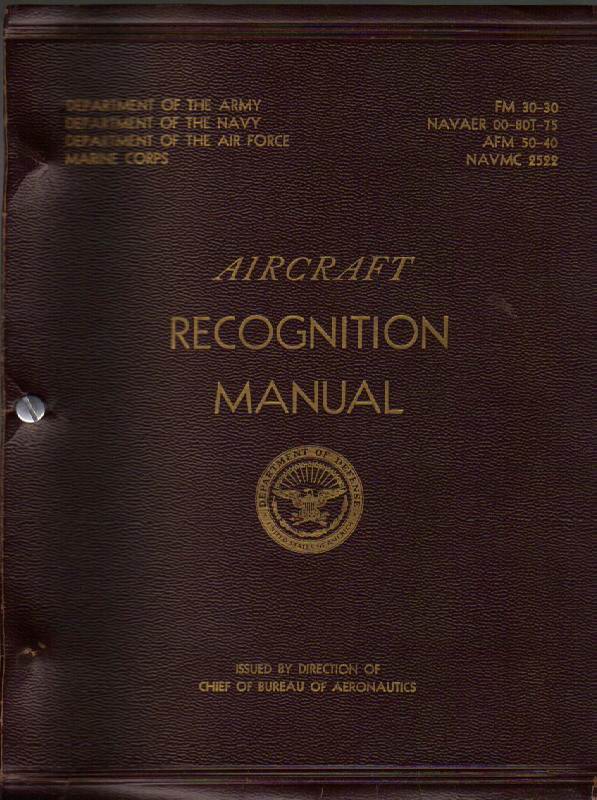 DEPARTMENT OF THE ARMY
DEPARTMENT OF THE NAVY
DEPARTMENT OF THE AIR FORCE
MARINE CORPS
FM 30-30
NAVAER 00-80T-75
AFM 50-40
NAVMC 2522
AIRCRAFT
RECOGNITION
MANUAL
DEPARTMENT OF DEFENSE
UNITED STATES OF AMERICA
ISSUED BY DIRECTION OF
CHIEF OF BUREAU OF AERONAUTICS